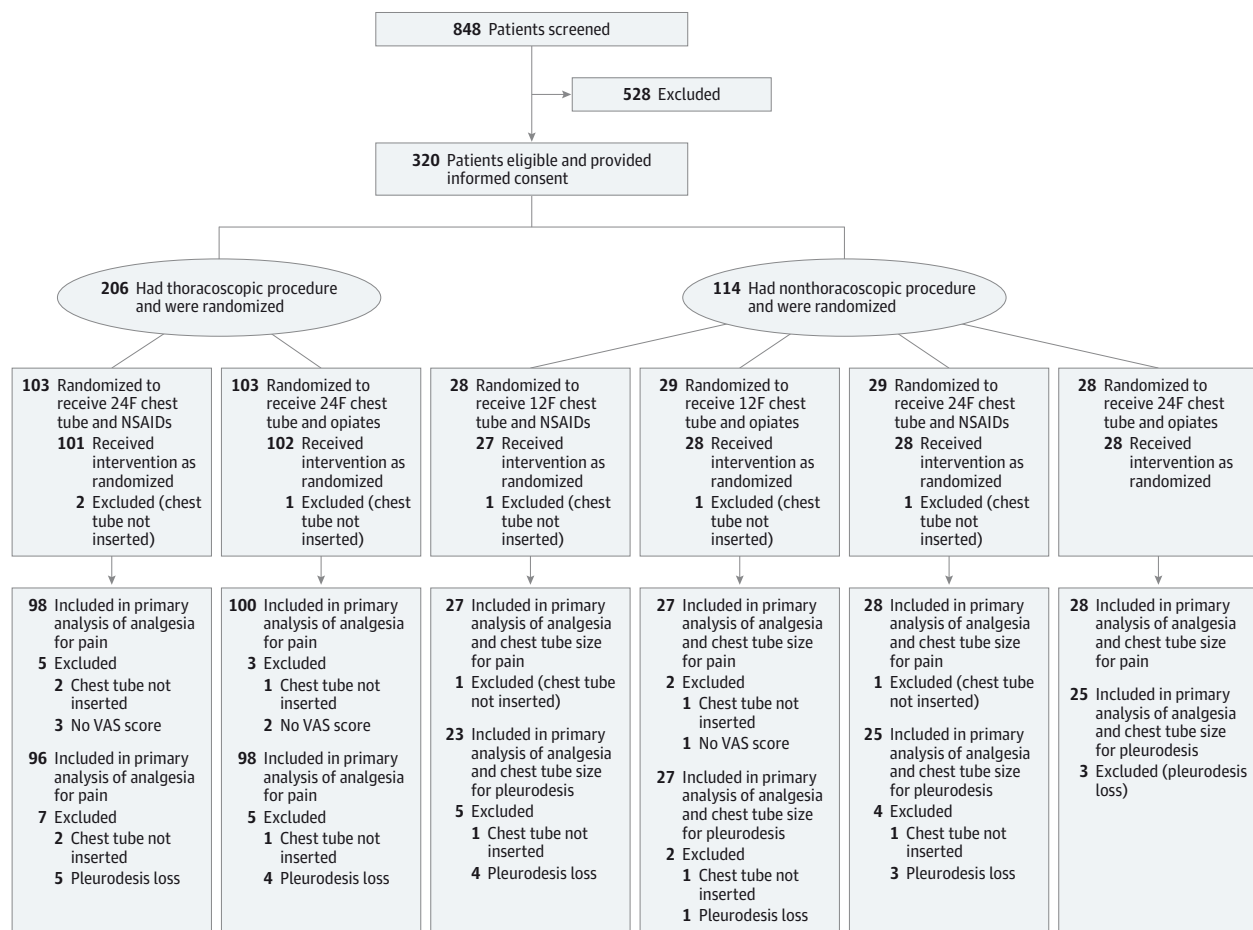 848 Patients screened
528 Excluded
320 Patients eligible and provided
informed consent
206 Had thoracoscopic procedure
and were randomized
114 Had nonthoracoscopic procedure
and were randomized
103 Randomized to
receive 24F chest
tube and NSAIDs
101 Received
intervention as
randomized
2 Excluded (chest
tube not
inserted)
103 Randomized to
receive 24F chest
tube and opiates
102 Received
intervention as
randomized
1 Excluded (chest
tube not
inserted)
28 Randomized to
receive 12F chest
tube and NSAIDs
27 Received
intervention as
randomized
1 Excluded (chest
tube not
inserted)
29 Randomized to
receive 12F chest
tube and opiates
28 Received
intervention as
randomized
1 Excluded (chest
tube not
inserted)
29 Randomized to
receive 24F chest
tube and NSAIDs
28 Received
intervention as
randomized
1 Excluded (chest
tube not
inserted)
28 Randomized to
receive 24F chest
tube and opiates
28 Received
intervention as
randomized
98 Included in primary
analysis of analgesia
for pain
5 Excluded
2 Chest tube not
inserted
3 No VAS score
96 Included in primary
analysis of analgesia
for pain
7 Excluded
2 Chest tube not
inserted
5 Pleurodesis loss
100 Included in primary
analysis of analgesia
for pain
3 Excluded
1 Chest tube not
inserted
2 No VAS score
98 Included in primary
analysis of analgesia
for pain
5 Excluded
1 Chest tube not
inserted
4 Pleurodesis loss
27 Included in primary
analysis of analgesia
and chest tube size
for pain
1 Excluded (chest tube
not inserted)
23 Included in primary
analysis of analgesia
and chest tube size
for pleurodesis
5 Excluded
1 Chest tube not
inserted
4 Pleurodesis loss
27 Included in primary
analysis of analgesia
and chest tube size
for pain
2 Excluded
1 Chest tube not
inserted
1 No VAS score
27 Included in primary
analysis of analgesia
and chest tube size
for pleurodesis
2 Excluded
1 Chest tube not
inserted
1 Pleurodesis loss
28 Included in primary
analysis of analgesia
and chest tube size
for pain
1 Excluded (chest tube
not inserted)
25 Included in primary
analysis of analgesia
and chest tube size
for pleurodesis
4 Excluded
1 Chest tube not
inserted
3 Pleurodesis loss
28 Included in primary
analysis of analgesia
and chest tube size
for pain
25 Included in primary
analysis of analgesia
and chest tube size
for pleurodesis
3 Excluded (pleurodesis
loss)